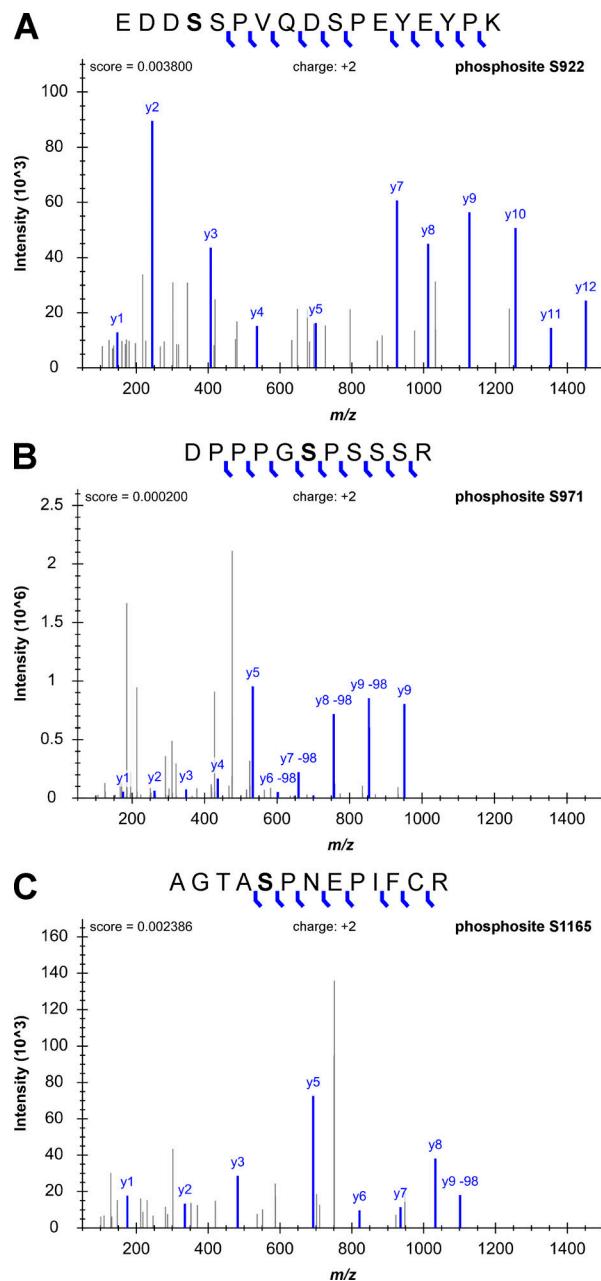 A
E D D S S P V Q D S P E Y E Y P K
score = 0.003800 charge: +2 phosphosite S922
Intensity (10^3)
100
80
60
40
20
0
y1 y2 y3 y4 y5 y7 y8 y9 y10 y11 y12
200 400 600 800 1000 1200 1400
m/z
B
D P P P G S P S S S R
score = 0.000200 charge: +2 phosphosite S971
Intensity (10^6)
2.5
2
1.5
1
0.5
0
y1 y2 y3 y4 y5 y6 -98 y7 -98 y8 -98 y9 -98 y9
200 400 600 800 1000 1200 1400
m/z
C
A G T A S P N E P I F C R
score = 0.002386 charge: +2 phosphosite S1165
Intensity (10^3)
160
140
120
100
80
60
40
20
0
y1 y2 y3 y5 y6 y7 y8 y9 -98
200 400 600 800 1000 1200 1400
m/z